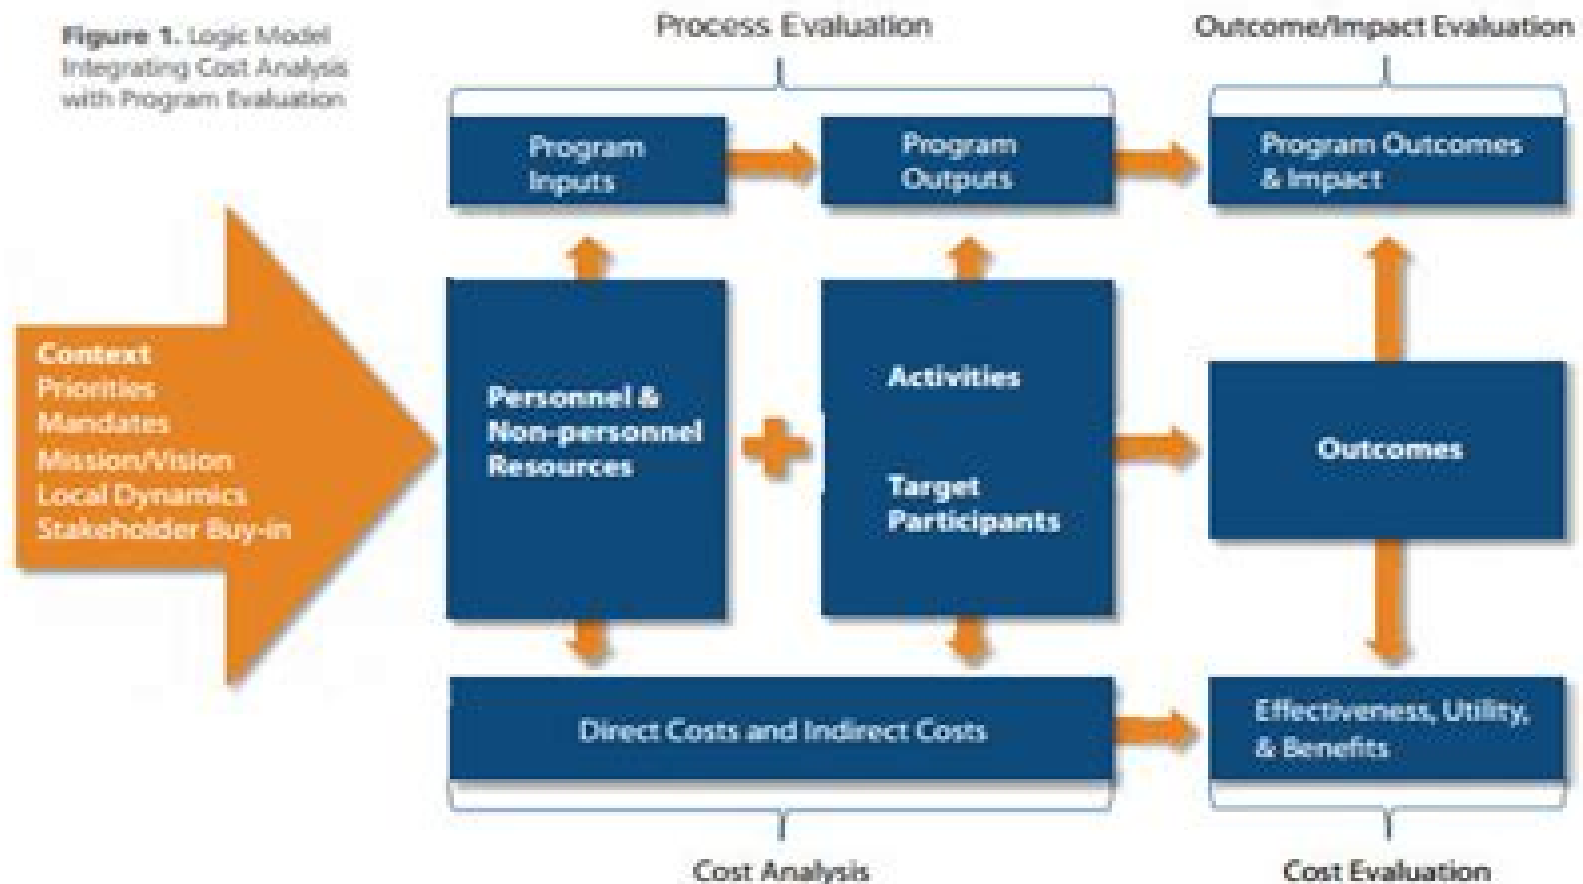 Figure 1. Logic Model
Integrating Cost Analysis
with Program Evaluation
Process Evaluation
Outcome/Impact Evaluation
Program
Inputs
Program
Outputs
Program Outcomes
& Impact
Context
Priorities
Mandates
Mission/Vision
Local Dynamics
Stakeholder Buy-in
Personnel &
Non-personnel
Resources
Activities
Target
Participants
Outcomes
Direct Costs and Indirect Costs
Effectiveness, Utility,
& Benefits
Cost Analysis
Cost Evaluation